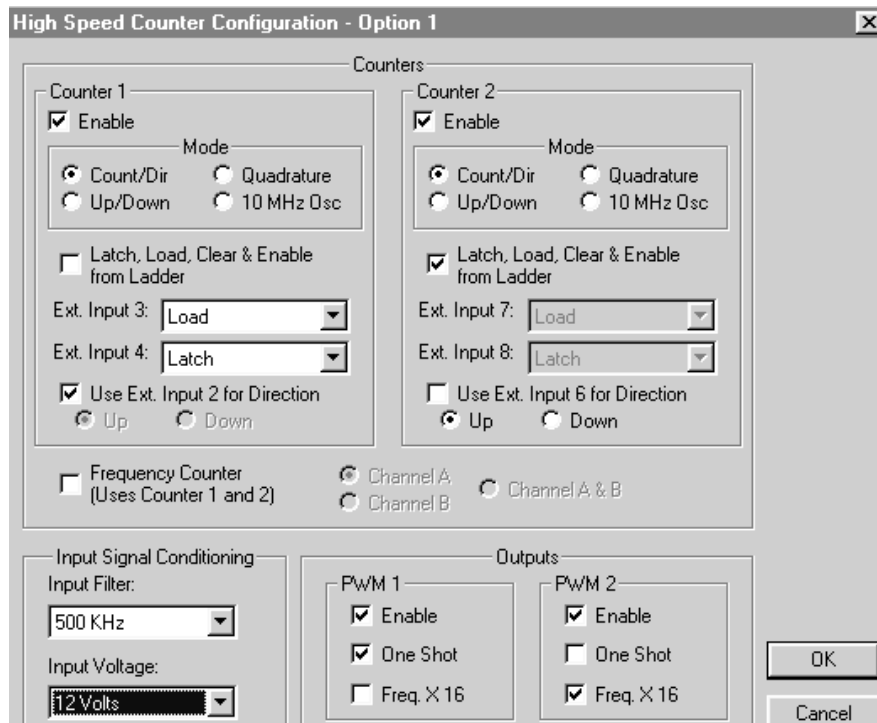 High Speed Counter Configuration - Option 1
Counters
Counter 1
Enable
Mode
Count/Dir
Quadrature
Up/Down
10 MHz Osc
Latch, Load, Clear & Enable
from Ladder
Ext. Input 3:
Load
Ext. Input 4:
Latch
Use Ext. Input 2 for Direction
Up
Down
Counter 2
Enable
Mode
Count/Dir
Quadrature
Up/Down
10 MHz Osc
Latch, Load, Clear & Enable
from Ladder
Ext. Input 7:
Load
Ext. Input 8:
Latch
Use Ext. Input 6 for Direction
Up
Down
Frequency Counter
(Uses Counter 1 and 2)
Channel A
Channel B
Channel A & B
Input Signal Conditioning
Input Filter:
500 KHz
Input Voltage:
12 Volts
Outputs
PWM 1
Enable
One Shot
Freq. X 16
PWM 2
Enable
One Shot
Freq. X 16
OK
Cancel